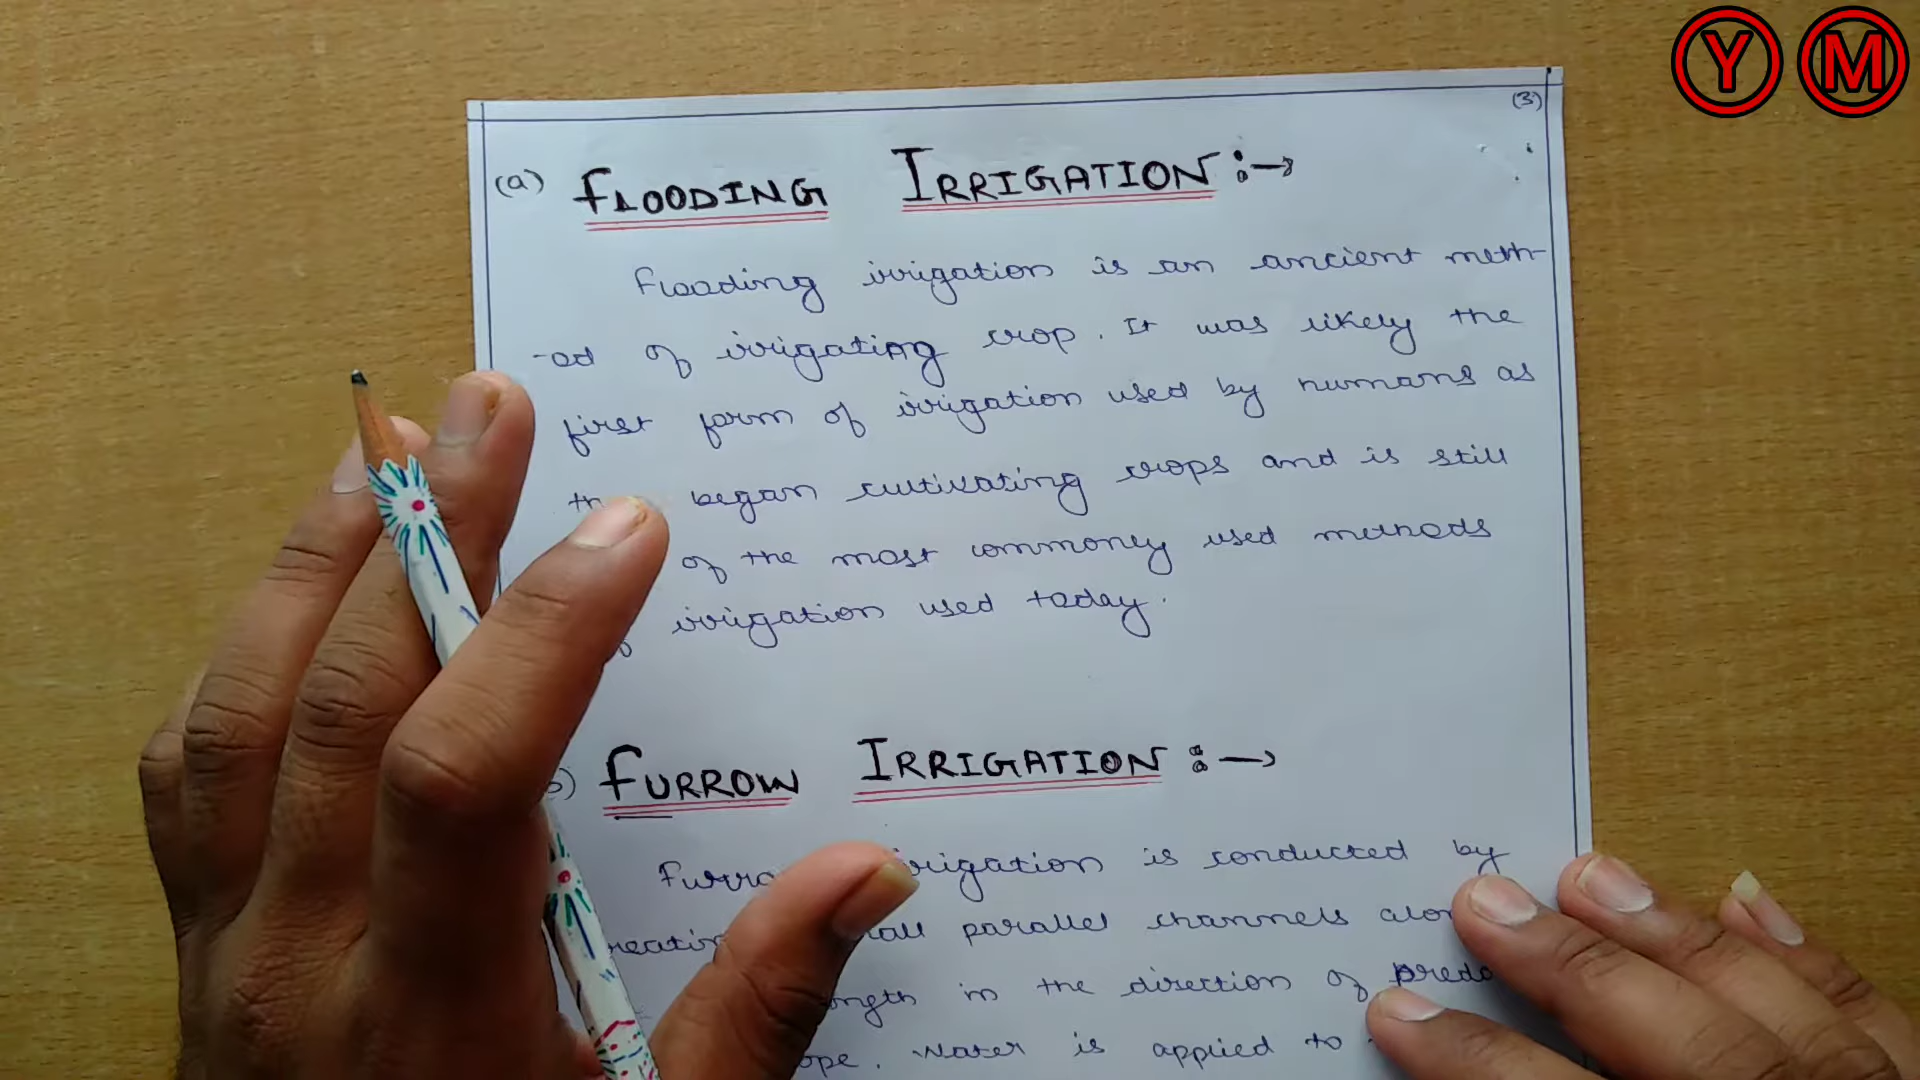 Y M
(3)
(a) FLOODING IRRIGATION :→
Flooding irrigation is an ancient meth-
-od of irrigating crop. It was likely the
first form of irrigation used by humans as
began cultivating crops and is still
of the most commonly used methods
irrigation used today.
FURROW IRRIGATION :→
irrigation is conducted by
parallel channels
in the direction of
Water is applied to